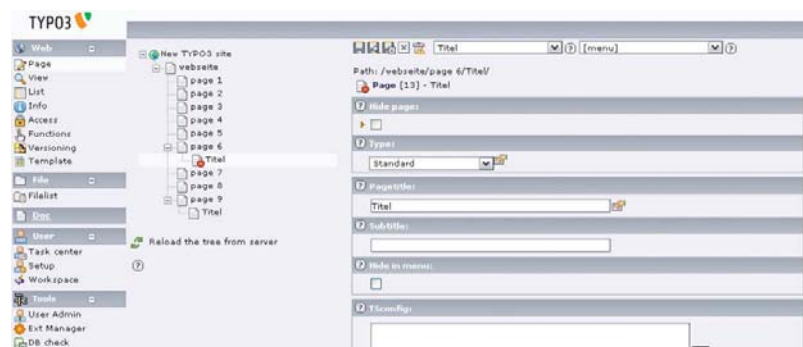 TYPO3
Web
Page
View
List
Info
Access
Functions
Versioning
Template
File
Filelist
Doc
User
Task center
Setup
Workspace
Tools
User Admin
Ext Manager
DB check
New TYPO3 site
webseite
page 1
page 2
page 3
page 4
page 5
page 6
Titel
page 7
page 8
page 9
Titel
Reload the tree from server
Titel
[menu]
Path: /webseite/page 6/Titel/
Page [13] - Titel
Hide page:
Type:
Standard
Pagetitle:
Titel
Subtitle:
Hide in menu:
TSconfig: